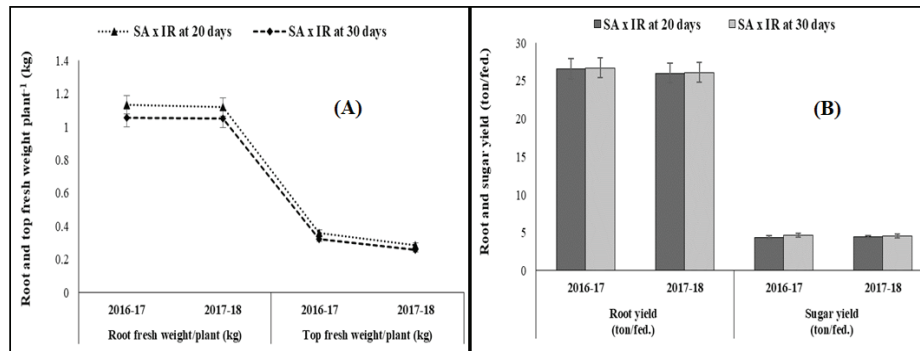 SA x IR at 20 days SA x IR at 30 days
Root and top fresh weight plant⁻¹ (kg)
1.4
1.2
1
0.8
0.6
0.4
0.2
0
(A)
2016-17 2017-18 2016-17 2017-18
Root fresh weight/plant (kg) Top fresh weight/plant (kg)
SA x IR at 20 days SA x IR at 30 days
Root and sugar yield (ton/fed.)
30
25
20
15
10
5
0
(B)
2016-17 2017-18 2016-17 2017-18
Root yield Sugar yield
(ton/fed.) (ton/fed.)